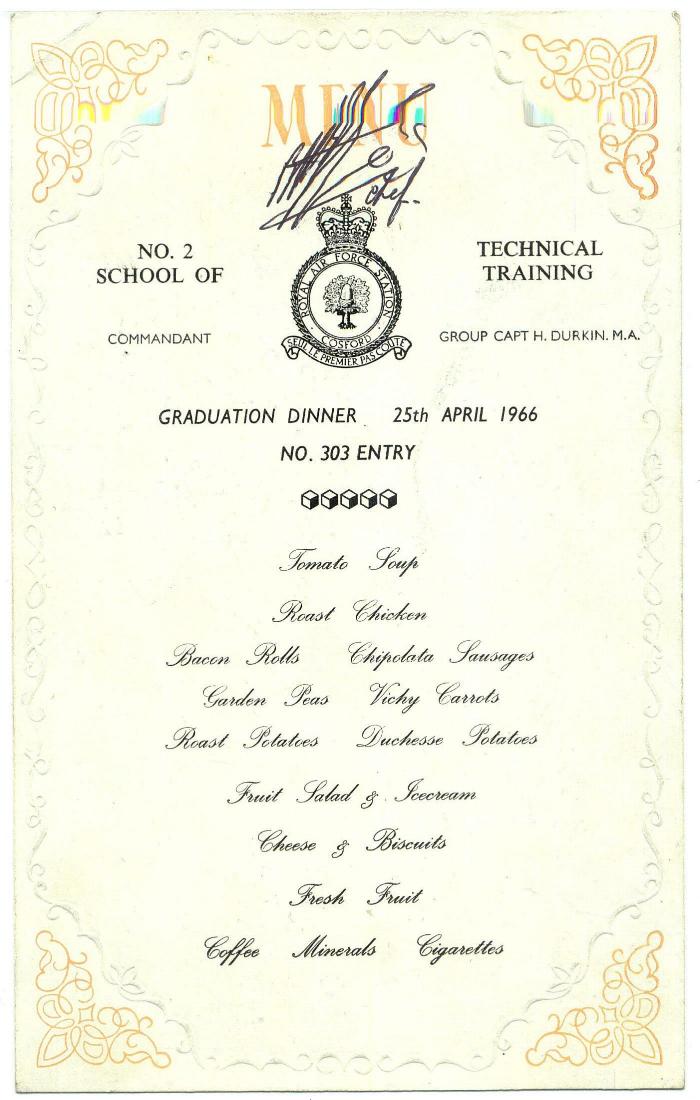 MENU
chef.
NO. 2 SCHOOL OF
TECHNICAL TRAINING
ROYAL AIR FORCE STATION
COSFORD
SEUL LE PREMIER PAS COUTE
COMMANDANT
GROUP CAPT H. DURKIN. M.A.
GRADUATION DINNER 25th APRIL 1966
NO. 303 ENTRY
Tomato Soup
Roast Chicken
Bacon Rolls Chipolata Sausages
Garden Peas Vichy Carrots
Roast Potatoes Duchesse Potatoes
Fruit Salad & Icecream
Cheese & Biscuits
Fresh Fruit
Coffee Minerals Cigarettes